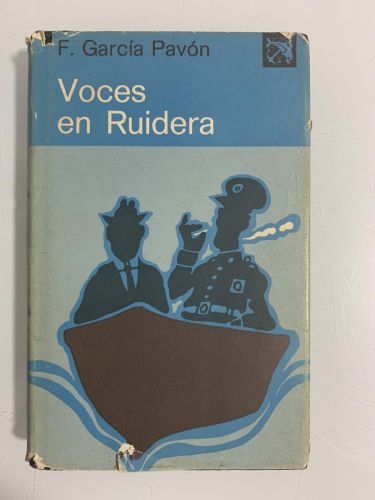 F. García Pavón
Voces
en Ruidera